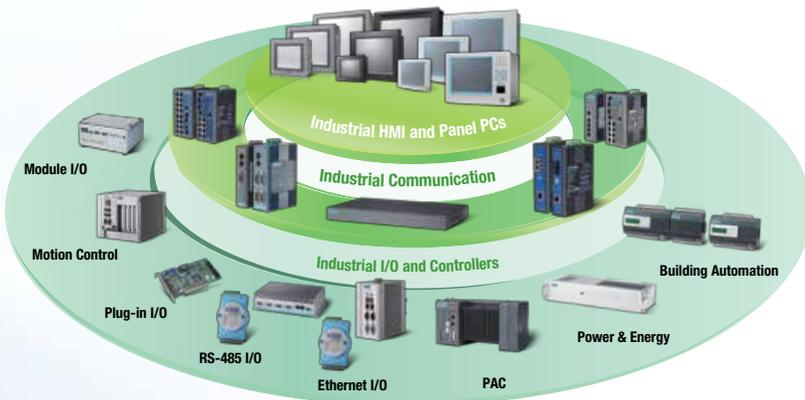 Industrial HMI and Panel PCs
Industrial Communication
Industrial I/O and Controllers
Module I/O
Motion Control
Plug-in I/O
RS-485 I/O
Ethernet I/O
PAC
Power & Energy
Building Automation